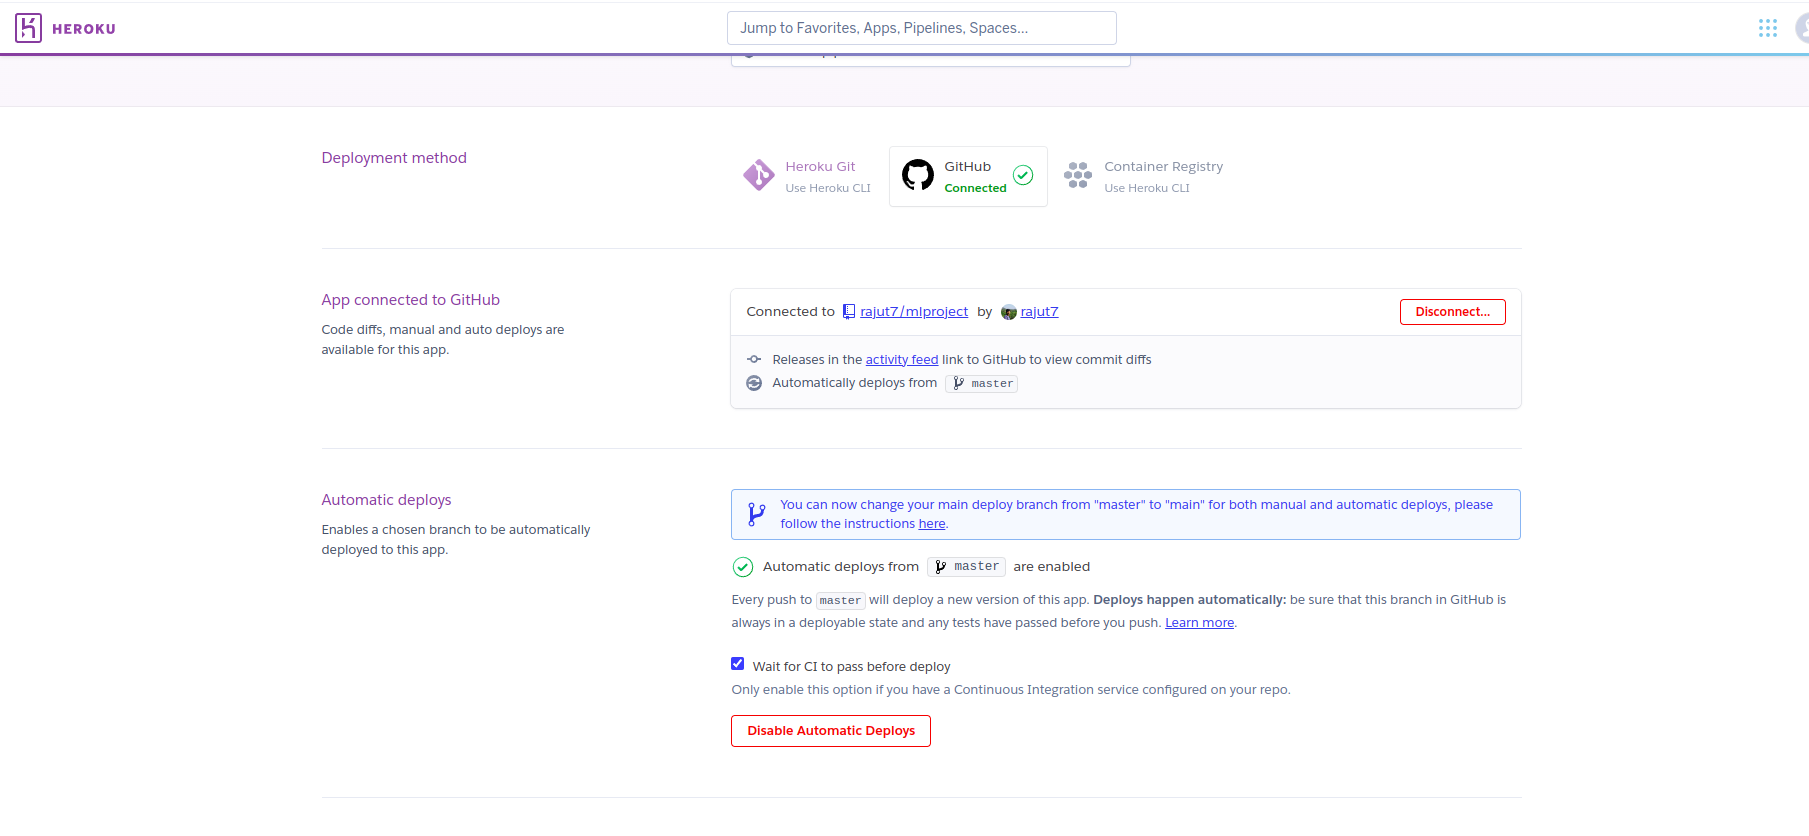 HEROKU
Jump to Favorites, Apps, Pipelines, Spaces...
Deployment method
Heroku Git
Use Heroku CLI
GitHub
Connected
Container Registry
Use Heroku CLI
App connected to GitHub
Code diffs, manual and auto deploys are
available for this app.
Connected to rajut7/mlproject by rajut7
Disconnect...
Releases in the activity feed link to GitHub to view commit diffs
Automatically deploys from master
Automatic deploys
Enables a chosen branch to be automatically
deployed to this app.
You can now change your main deploy branch from "master" to "main" for both manual and automatic deploys, please
follow the instructions here.
Automatic deploys from master are enabled
Every push to master will deploy a new version of this app. Deploys happen automatically: be sure that this branch in GitHub is
always in a deployable state and any tests have passed before you push. Learn more.
Wait for CI to pass before deploy
Only enable this option if you have a Continuous Integration service configured on your repo.
Disable Automatic Deploys